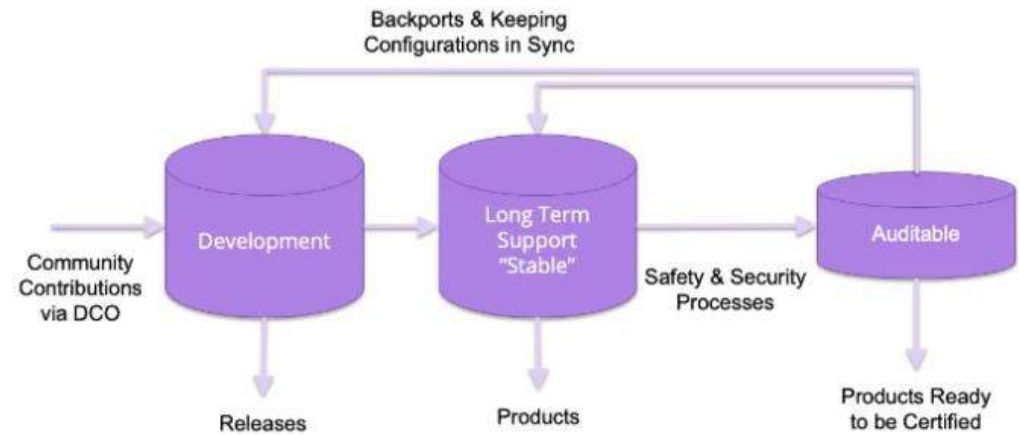 Backports & Keeping
Configurations in Sync
Development
Long Term
Support
“Stable”
Auditable
Community
Contributions
via DCO
Safety & Security
Processes
Releases
Products
Products Ready
to be Certified